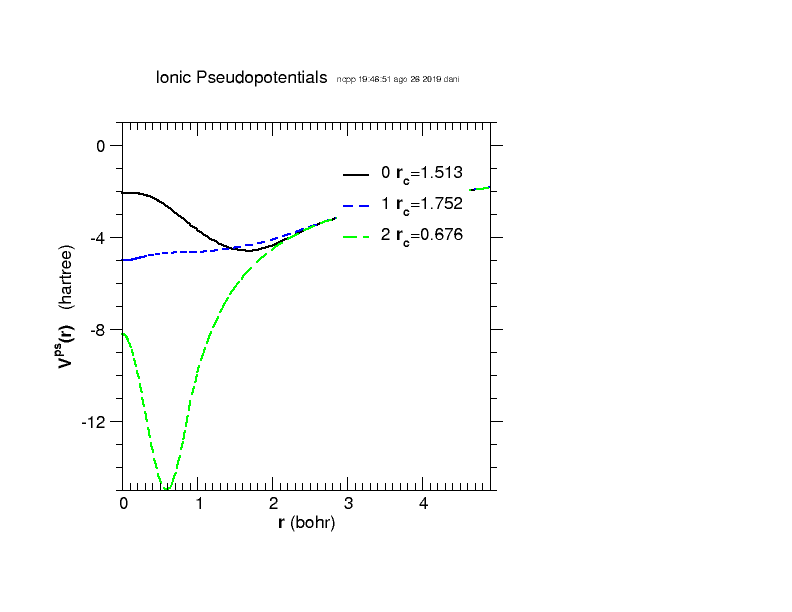 Ionic Pseudopotentials ncpp 19:46:51 ago 26 2019 dani
0
-4
-8
-12
0 r_c=1.513
1 r_c=1.752
2 r_c=0.676
V^ps(r) (hartree)
0 1 2 3 4
r (bohr)